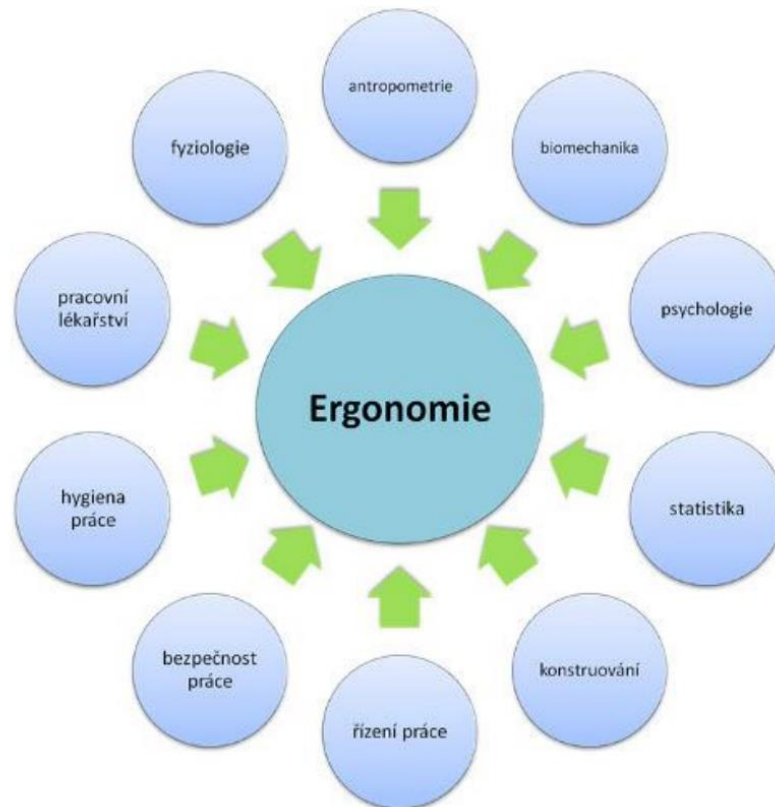 antropometrie
biomechanika
psychologie
statistika
konstruování
řízení práce
bezpečnost
práce
hygiena
práce
pracovní
lékařství
fyziologie
Ergonomie